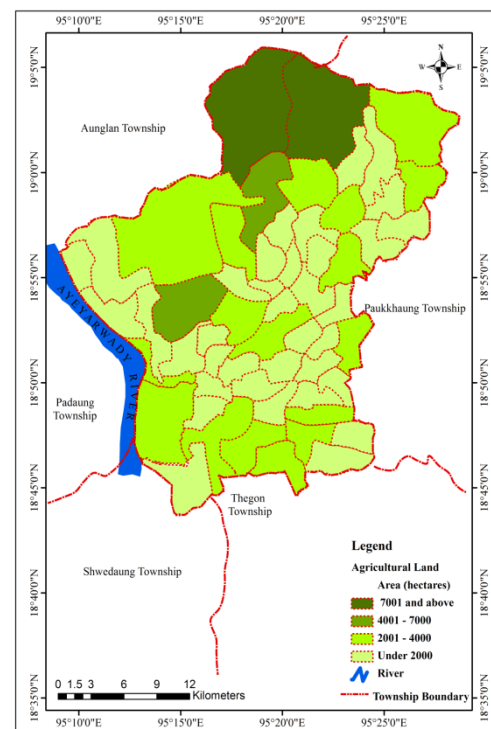 95°10'0"E 95°15'0"E 95°20'0"E 95°25'0"E
19°5'0"N
19°0'0"N
18°55'0"N
18°50'0"N
18°45'0"N
18°40'0"N
18°35'0"N
N
W E
S
Aunglan Township
AYEYARWADY RIVER
Paukkhaung Township
Padaung
Township
Thegon
Township
Shwedaung Township
Legend
Agricultural Land
Area (hectares)
7001 and above
4001 - 7000
2001 - 4000
Under 2000
River
Township Boundary
0 1.5 3 6 9 12
Kilometers
19°5'0"N
19°0'0"N
18°55'0"N
18°50'0"N
18°45'0"N
18°40'0"N
18°35'0"N
95°10'0"E 95°15'0"E 95°20'0"E 95°25'0"E